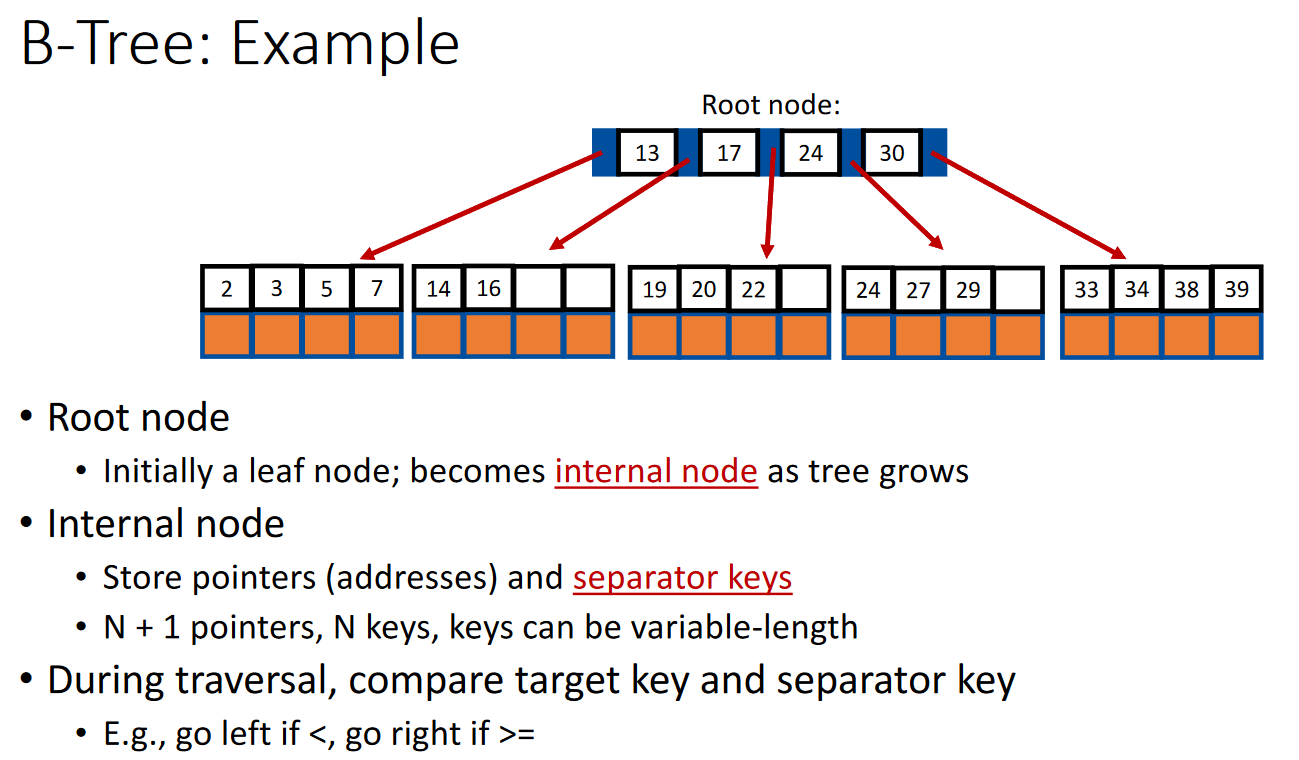 B-Tree: Example
Root node:
13 17 24 30
2 3 5 7 14 16 19 20 22 24 27 29 33 34 38 39
• Root node
• Initially a leaf node; becomes internal node as tree grows
• Internal node
• Store pointers (addresses) and separator keys
• N + 1 pointers, N keys, keys can be variable-length
• During traversal, compare target key and separator key
• E.g., go left if <, go right if >=